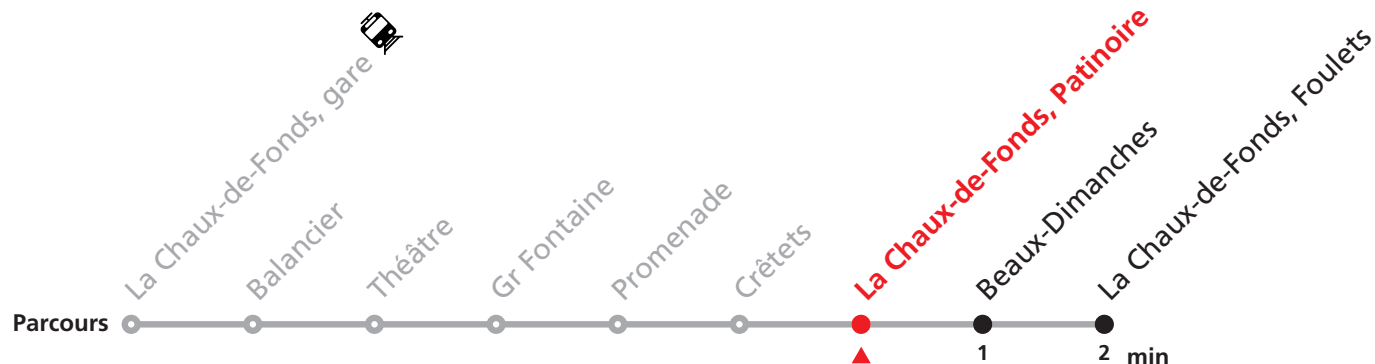 La Chaux-de-Fonds, gare
Balancier
Théâtre
Gr Fontaine
Promenade
Crêtets
La Chaux-de-Fonds, Patinoire
Beaux-Dimanches
La Chaux-de-Fonds, Foulets
Parcours
1
2 min